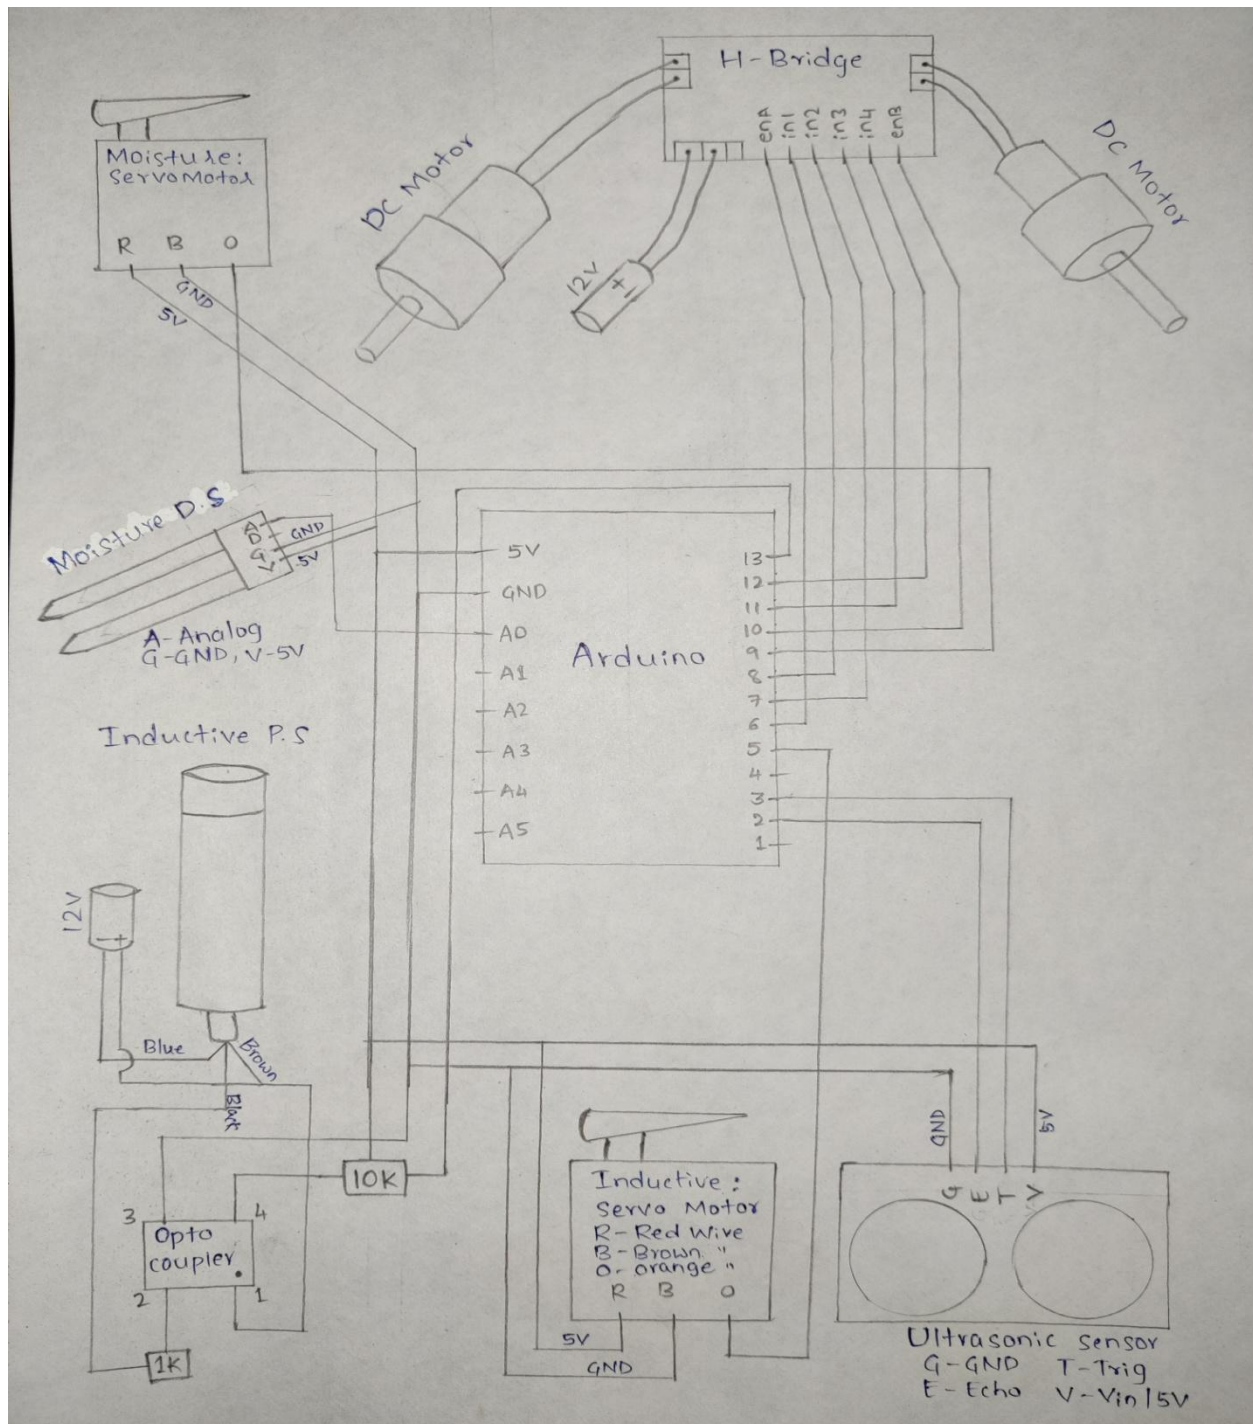 H-Bridge
enA
in1
in2
in3
in4
enB
DC Motor
DC Motor
12V
+ -
Moisture:
Servo Motor
R B O
GND
5V
Moisture D.S
A
D
G
V
GND
5V
A-Analog
G-GND, V-5V
Arduino
5V
GND
A0
A1
A2
A3
A4
A5
13
12
11
10
9
8
7
6
5
4
3
2
1
Inductive P.S
12V
- +
Blue
Brown
Black
10K
3 4
Opto
coupler
2 1
1K
Inductive:
Servo Motor
R-Red Wire
B-Brown "
O-Orange "
R B O
5V
GND
GND
5V
G E T V
Ultrasonic sensor
G-GND T-Trig
E-Echo V-Vin/5V